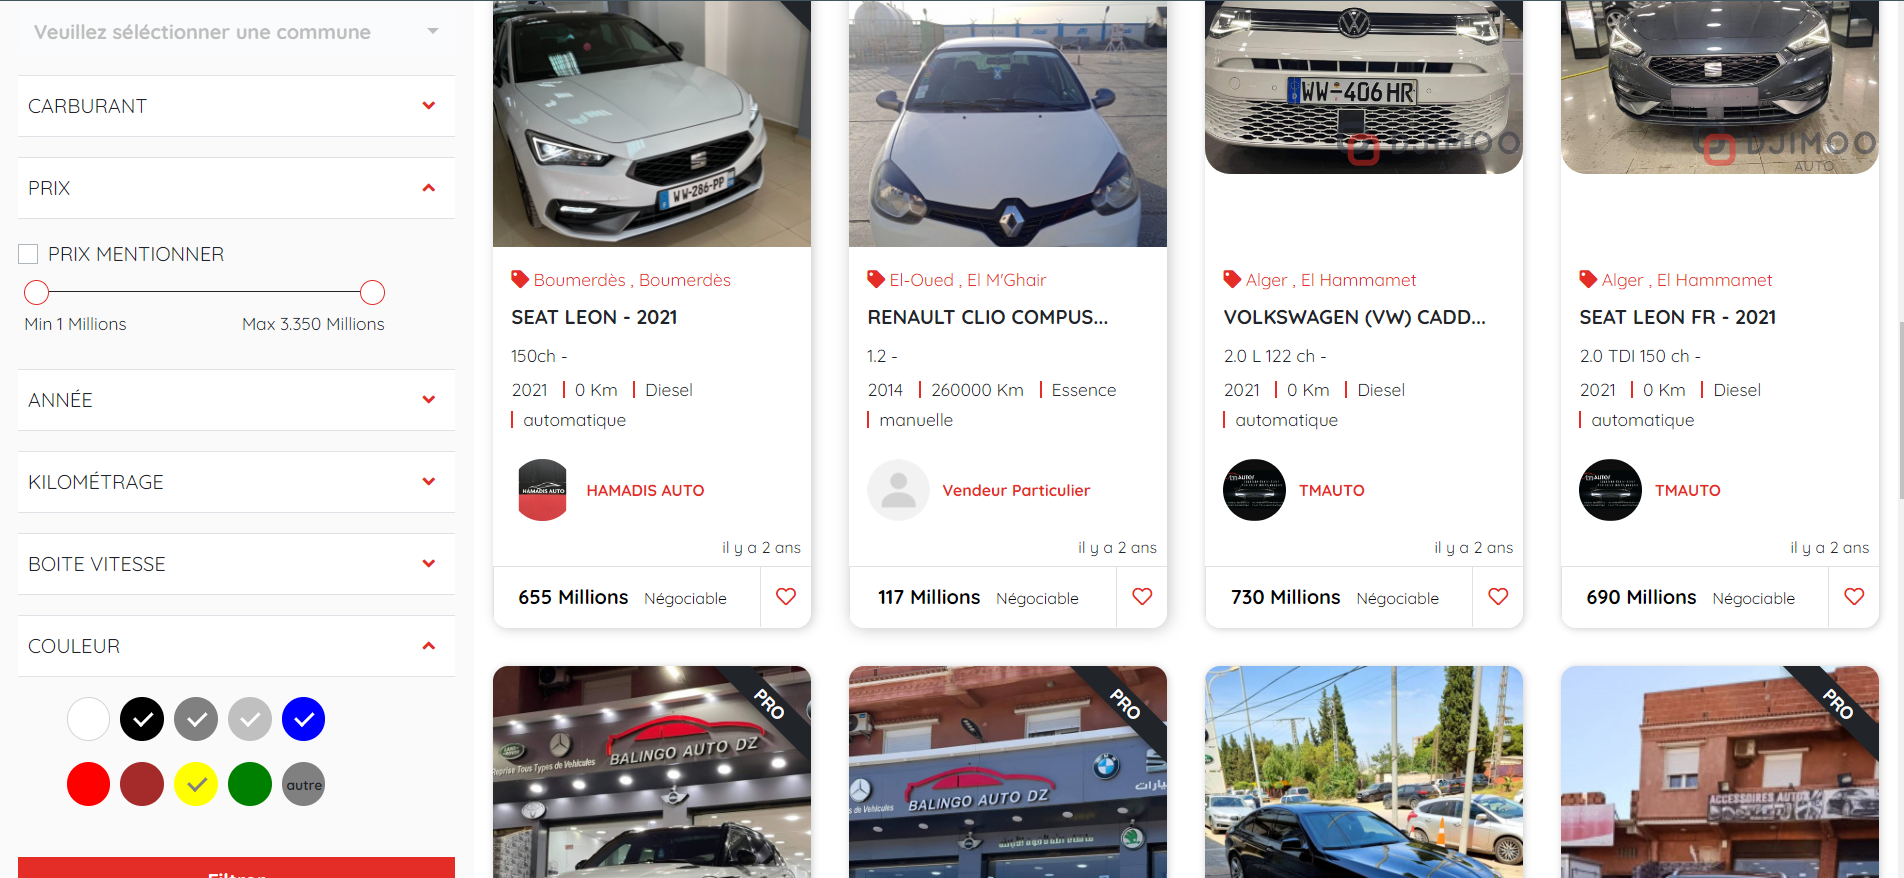 Veuillez séléctionner une commune
CARBURANT
PRIX
PRIX MENTIONNER
Min 1 Millions
Max 3.350 Millions
ANNÉE
KILOMÉTRAGE
BOITE VITESSE
COULEUR
autre
WW-286-PP
Boumerdès , Boumerdès
SEAT LEON - 2021
150ch -
2021 | 0 Km | Diesel
| automatique
HAMADIS AUTO
HAMADIS AUTO
il y a 2 ans
655 Millions Négociable
El-Oued , El M'Ghair
RENAULT CLIO COMPUS...
1.2 -
2014 | 260000 Km | Essence
| manuelle
Vendeur Particulier
il y a 2 ans
117 Millions Négociable
WW-406 HR
DJIMOO
Alger , El Hammamet
VOLKSWAGEN (VW) CADD...
2.0 L 122 ch -
2021 | 0 Km | Diesel
| automatique
TMAUTO
il y a 2 ans
730 Millions Négociable
DJIMOO
AUTO
Alger , El Hammamet
SEAT LEON FR - 2021
2.0 TDI 150 ch -
2021 | 0 Km | Diesel
| automatique
TMAUTO
il y a 2 ans
690 Millions Négociable
PRO
BALINGO AUTO DZ
Reprise Tous Types de Véhicules
PRO
BALINGO AUTO DZ
de Véhicules
PRO
ACCESSOIRES AUTO